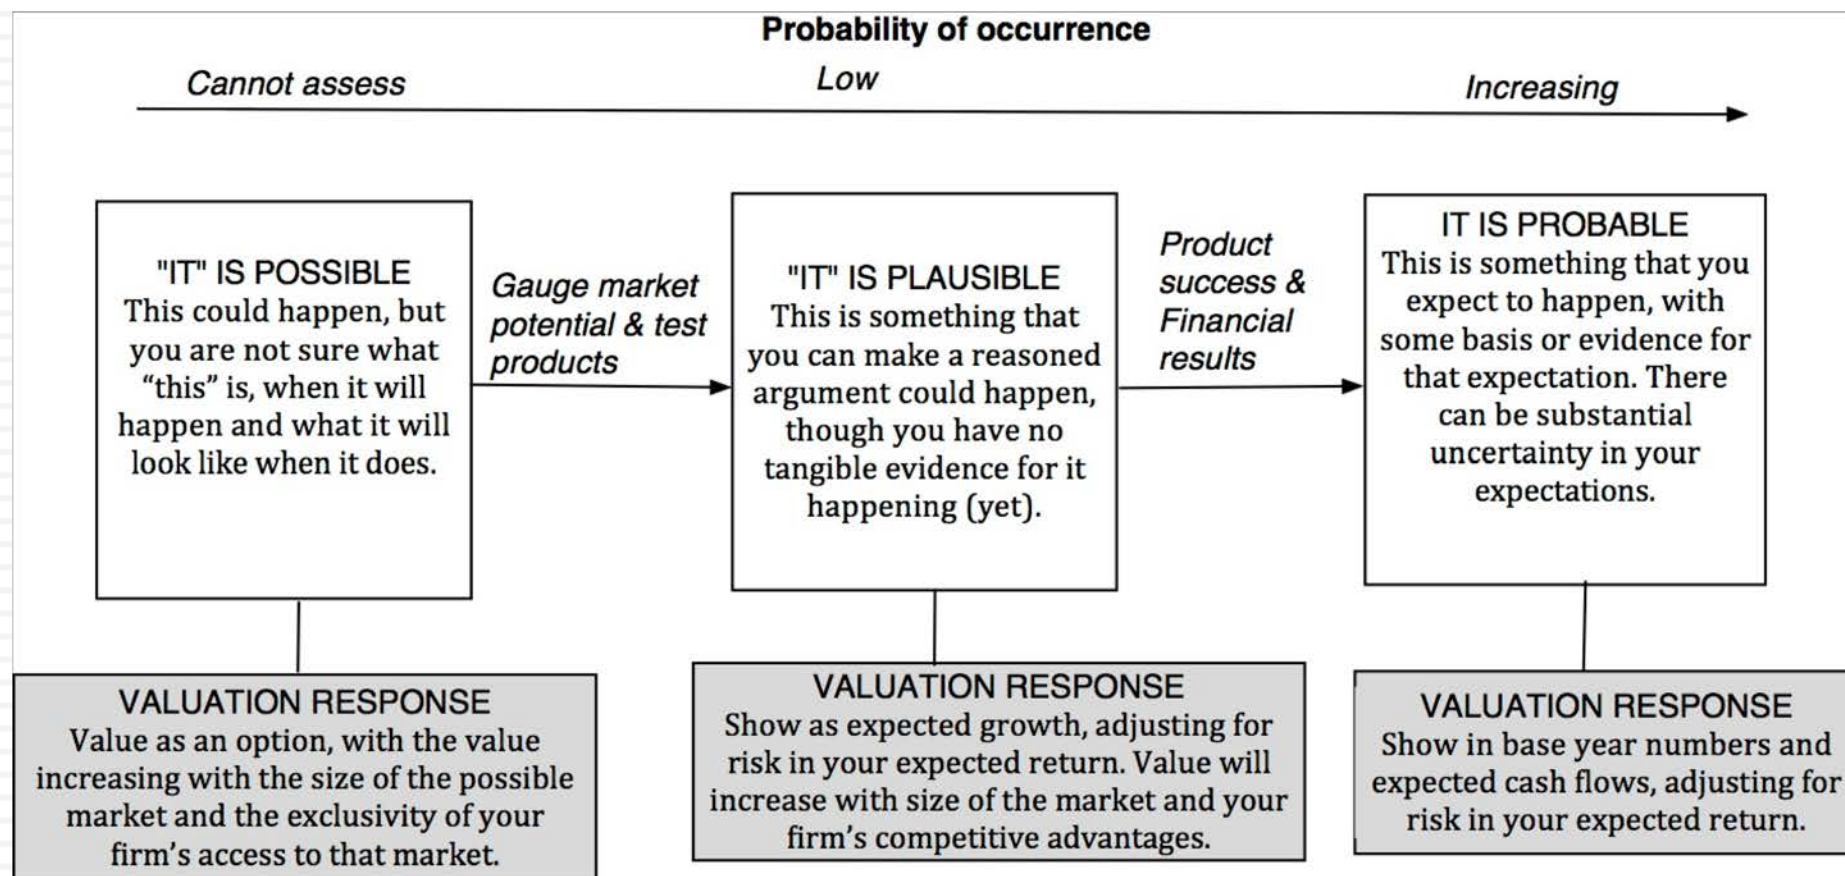 Probability of occurrence
Cannot assess
Low
Increasing
"IT" IS POSSIBLE
This could happen, but
you are not sure what
“this” is, when it will
happen and what it will
look like when it does.
Gauge market
potential & test
products
"IT" IS PLAUSIBLE
This is something that
you can make a reasoned
argument could happen,
though you have no
tangible evidence for it
happening (yet).
Product
success &
Financial
results
IT IS PROBABLE
This is something that you
expect to happen, with
some basis or evidence for
that expectation. There
can be substantial
uncertainty in your
expectations.
VALUATION RESPONSE
Value as an option, with the value
increasing with the size of the possible
market and the exclusivity of your
firm’s access to that market.
VALUATION RESPONSE
Show as expected growth, adjusting for
risk in your expected return. Value will
increase with size of the market and your
firm’s competitive advantages.
VALUATION RESPONSE
Show in base year numbers and
expected cash flows, adjusting for
risk in your expected return.